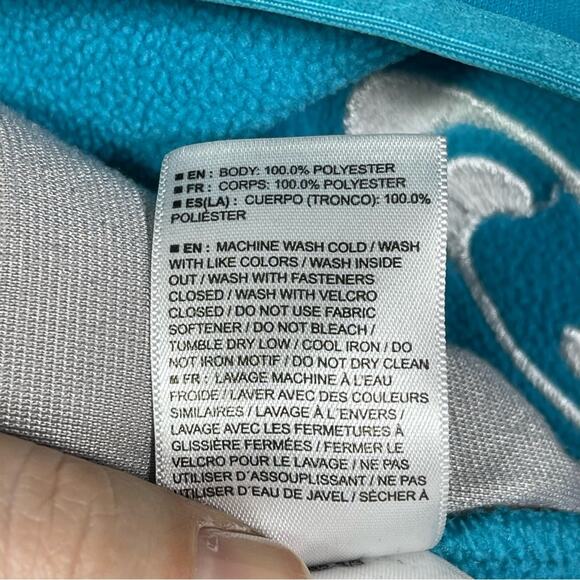 ■ EN : BODY: 100.0% POLYESTER
■ FR : CORPS: 100.0% POLYESTER
■ ES(LA) : CUERPO (TRONCO): 100.0%
POLIÉSTER
■ EN : MACHINE WASH COLD / WASH
WITH LIKE COLORS / WASH INSIDE
OUT / WASH WITH FASTENERS
CLOSED / WASH WITH VELCRO
CLOSED / DO NOT USE FABRIC
SOFTENER / DO NOT BLEACH /
TUMBLE DRY LOW / COOL IRON / DO
NOT IRON MOTIF / DO NOT DRY CLEAN
■ FR : LAVAGE MACHINE À L'EAU
FROIDE / LAVER AVEC DES COULEURS
SIMILAIRES / LAVAGE À L'ENVERS /
LAVAGE AVEC LES FERMETURES À
GLISSIÈRE FERMÉES / FERMER LE
VELCRO POUR LE LAVAGE / NE PAS
UTILISER D'ASSOUPLISSANT / NE PAS
UTILISER D'EAU DE JAVEL / SÉCHER À